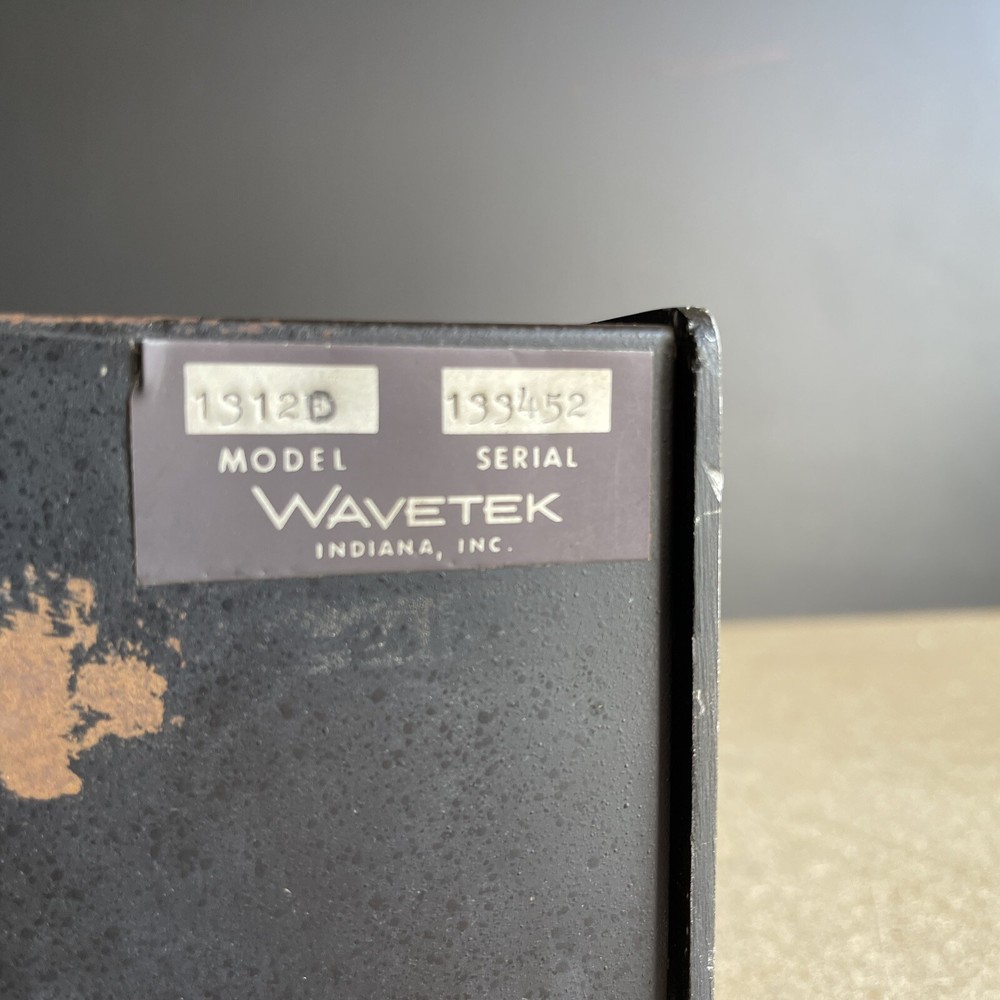 1312D 133452
MODEL SERIAL
WAVETEK
INDIANA, INC.